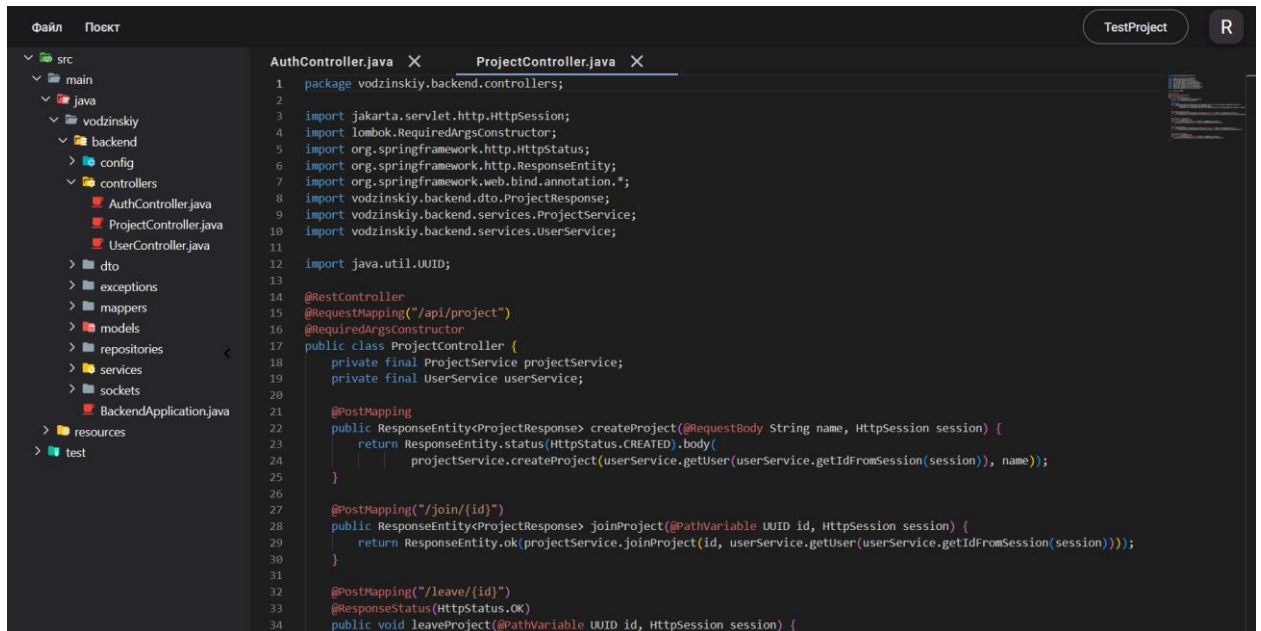 Файл Поєкт
TestProject R
src
main
java
vodzinskiy
backend
config
controllers
AuthController.java
ProjectController.java
UserController.java
dto
exceptions
mappers
models
repositories
services
sockets
BackendApplication.java
resources
test
AuthController.java ProjectController.java
1 package vodzinskiy.backend.controllers;
2
3 import jakarta.servlet.http.HttpSession;
4 import lombok.RequiredArgsConstructor;
5 import org.springframework.http.HttpStatus;
6 import org.springframework.http.ResponseEntity;
7 import org.springframework.web.bind.annotation.*;
8 import vodzinskiy.backend.dto.ProjectResponse;
9 import vodzinskiy.backend.services.ProjectService;
10 import vodzinskiy.backend.services.UserService;
11
12 import java.util.UUID;
13
14 @RestController
15 @RequestMapping("/api/project")
16 @RequiredArgsConstructor
17 public class ProjectController {
18 private final ProjectService projectService;
19 private final UserService userService;
20
21 @PostMapping
22 public ResponseEntity<ProjectResponse> createProject(@RequestBody String name, HttpSession session) {
23 return ResponseEntity.status(HttpStatus.CREATED).body(
24 projectService.createProject(userService.getUser(userService.getIdFromSession(session)), name));
25 }
26
27 @PostMapping("/join/{id}")
28 public ResponseEntity<ProjectResponse> joinProject(@PathVariable UUID id, HttpSession session) {
29 return ResponseEntity.ok(projectService.joinProject(id, userService.getUser(userService.getIdFromSession(session))));
30 }
31
32 @PostMapping("/leave/{id}")
33 @ResponseStatus(HttpStatus.OK)
34 public void leaveProject(@PathVariable UUID id, HttpSession session) {